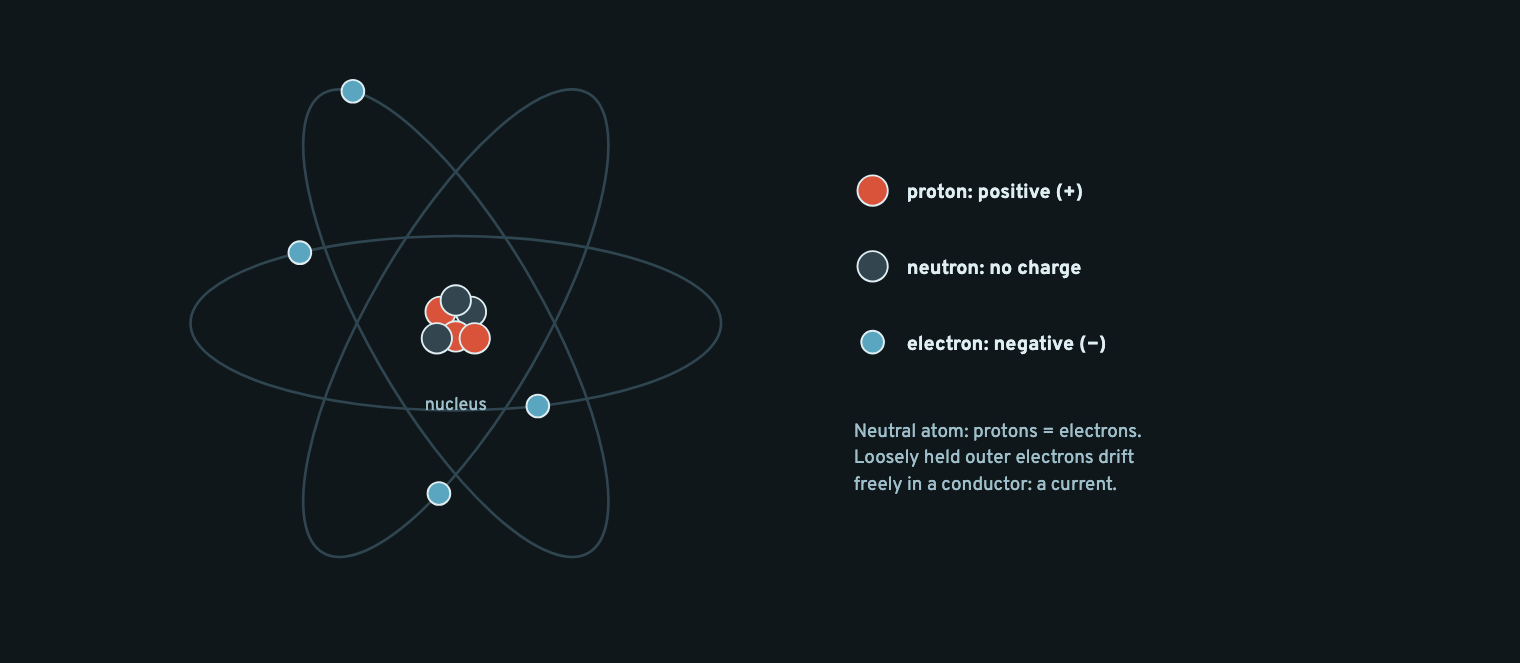 nucleus
proton: positive (+)
neutron: no charge
electron: negative (−)
Neutral atom: protons = electrons.
Loosely held outer electrons drift
freely in a conductor: a current.